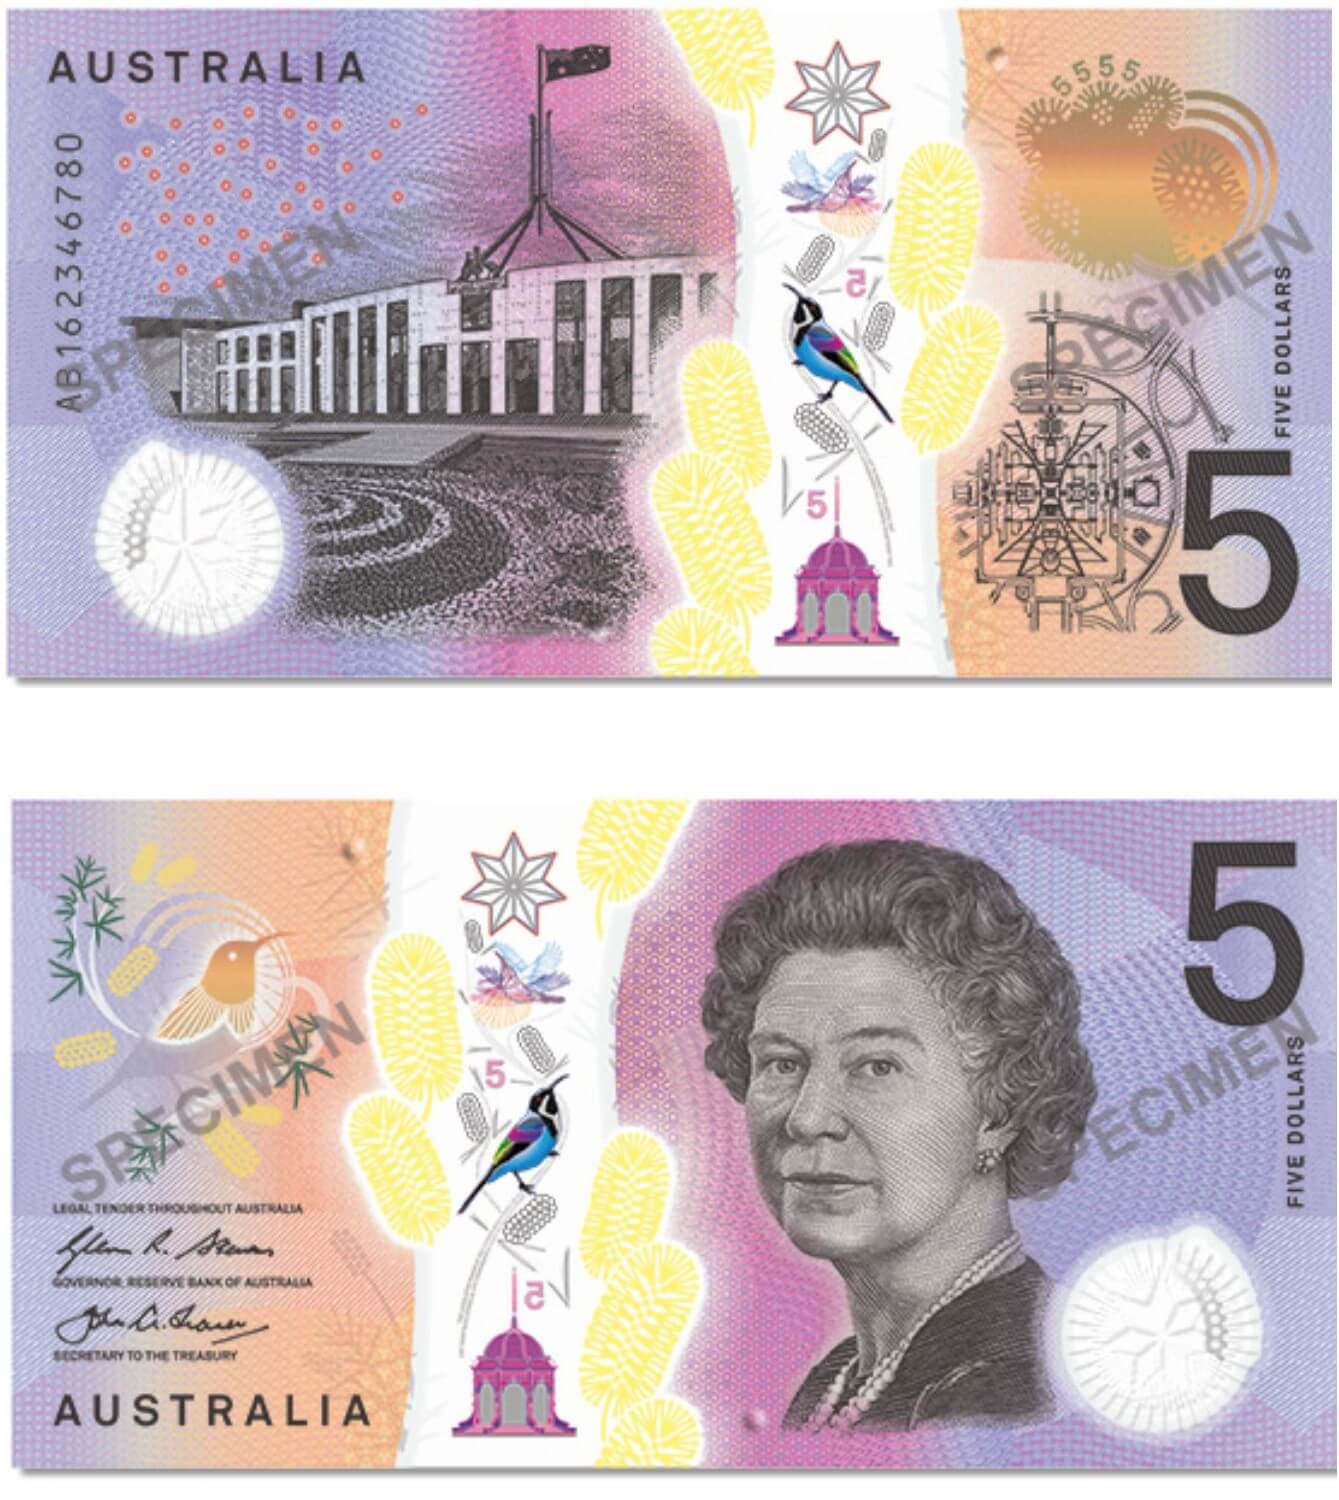 AUSTRALIA
AB162346780
SPECIMEN
5
5
5555
SPECIMEN
FIVE DOLLARS
5
LEGAL TENDER THROUGHOUT AUSTRALIA
GOVERNOR, RESERVE BANK OF AUSTRALIA
SECRETARY TO THE TREASURY
AUSTRALIA
SPECIMEN
5
5
5
FIVE DOLLARS
SPECIMEN